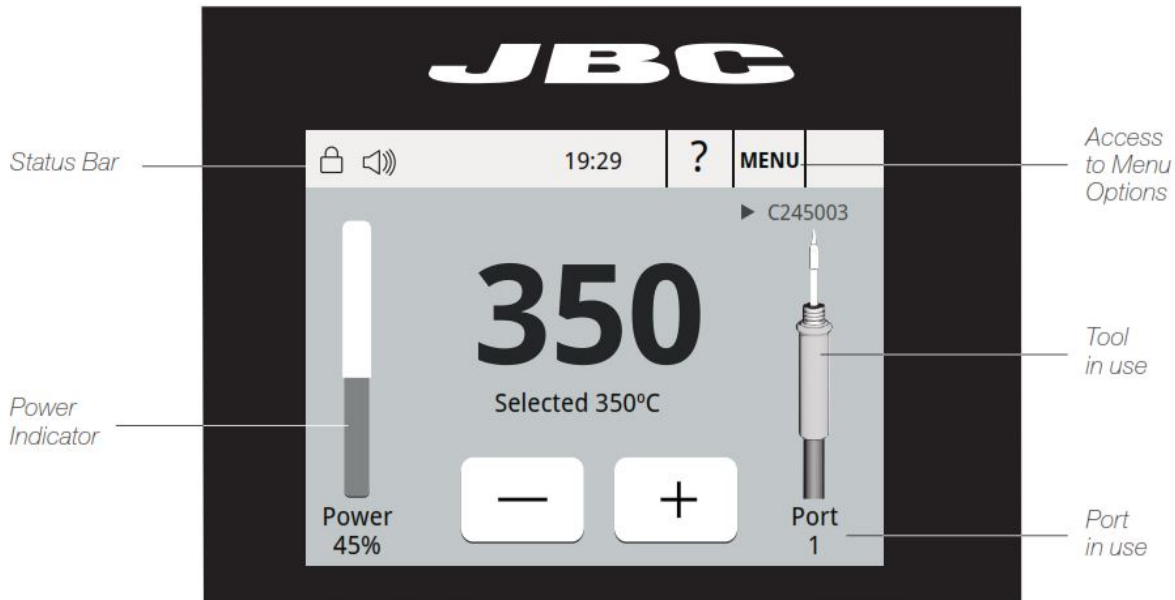 JBC
Status Bar
19:29
?
MENU
Access
to Menu
Options
C245003
350
Selected 350ºC
Tool
in use
Power
Indicator
— +
Power
45%
Port
1
Port
in use